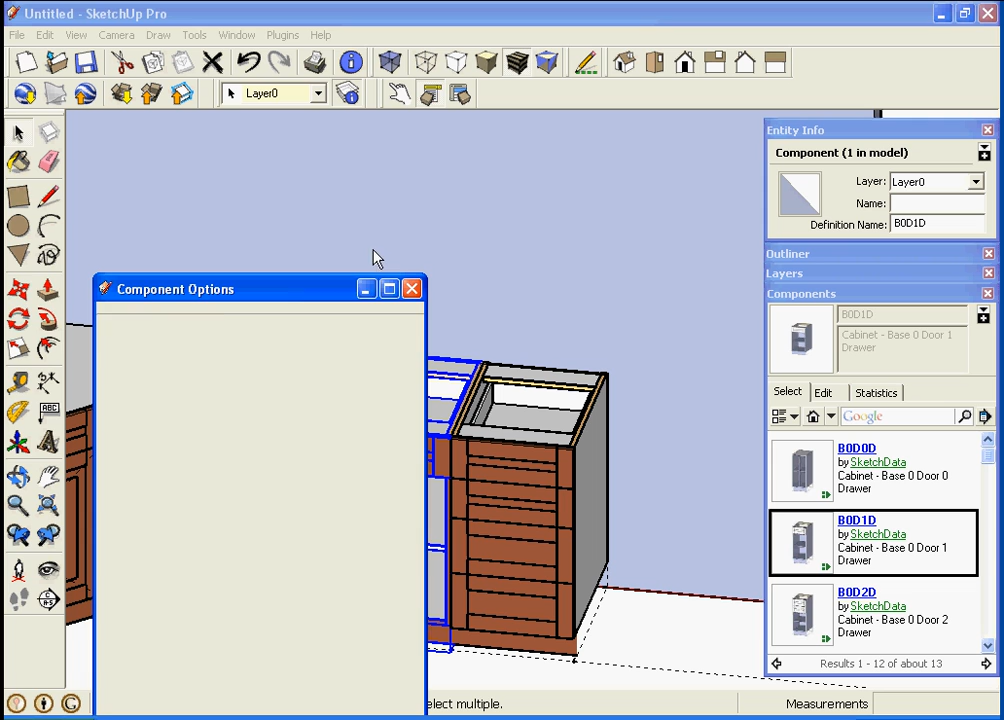 Untitled - SketchUp Pro
File Edit View Camera Draw Tools Window Plugins Help
Layer0
Entity Info
Component (1 in model)
Layer: Layer0
Name:
Definition Name: B0D1D
Outliner
Layers
Components
B0D1D
Cabinet - Base 0 Door 1
Drawer
Select Edit Statistics
Google
B0D0D
by SketchData
Cabinet - Base 0 Door 0
Drawer
B0D1D
by SketchData
Cabinet - Base 0 Door 1
Drawer
B0D2D
by SketchData
Cabinet - Base 0 Door 2
Drawer
Results 1 - 12 of about 13
Component Options
ABC
elect multiple.
Measurements